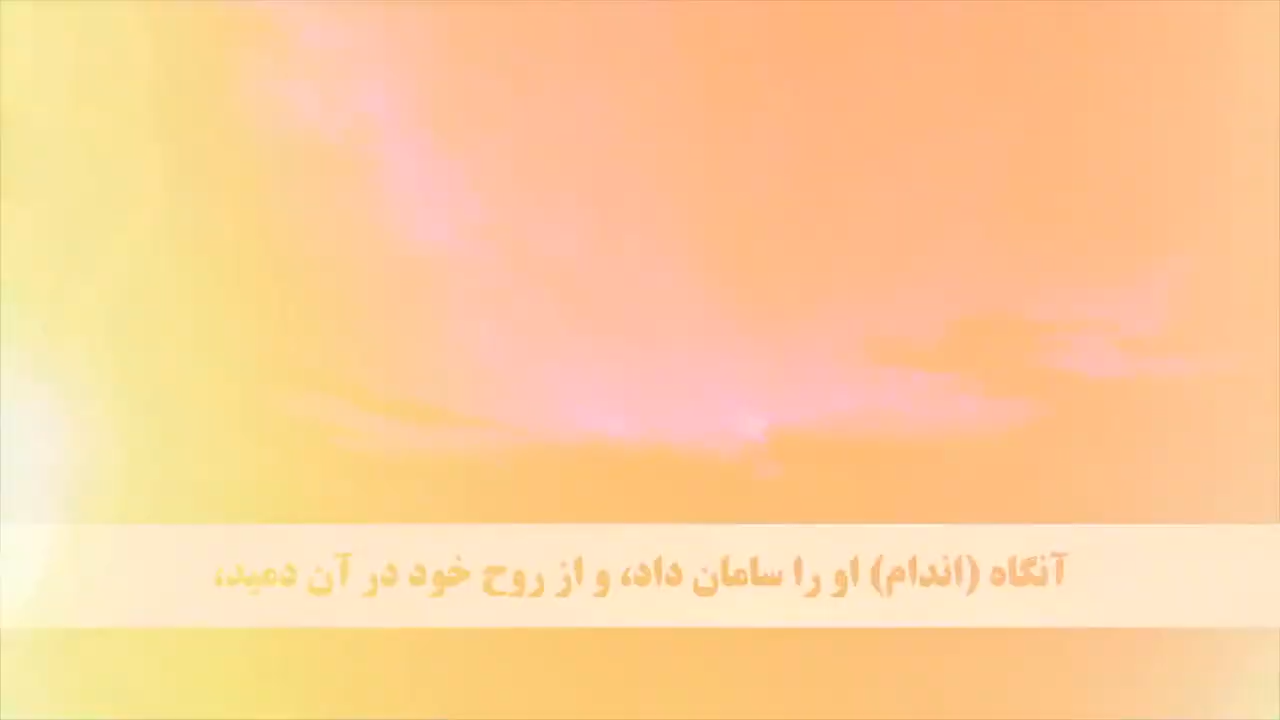 آنگاه (اندام) او را سامان داد، و از روح خود در آن دمید،